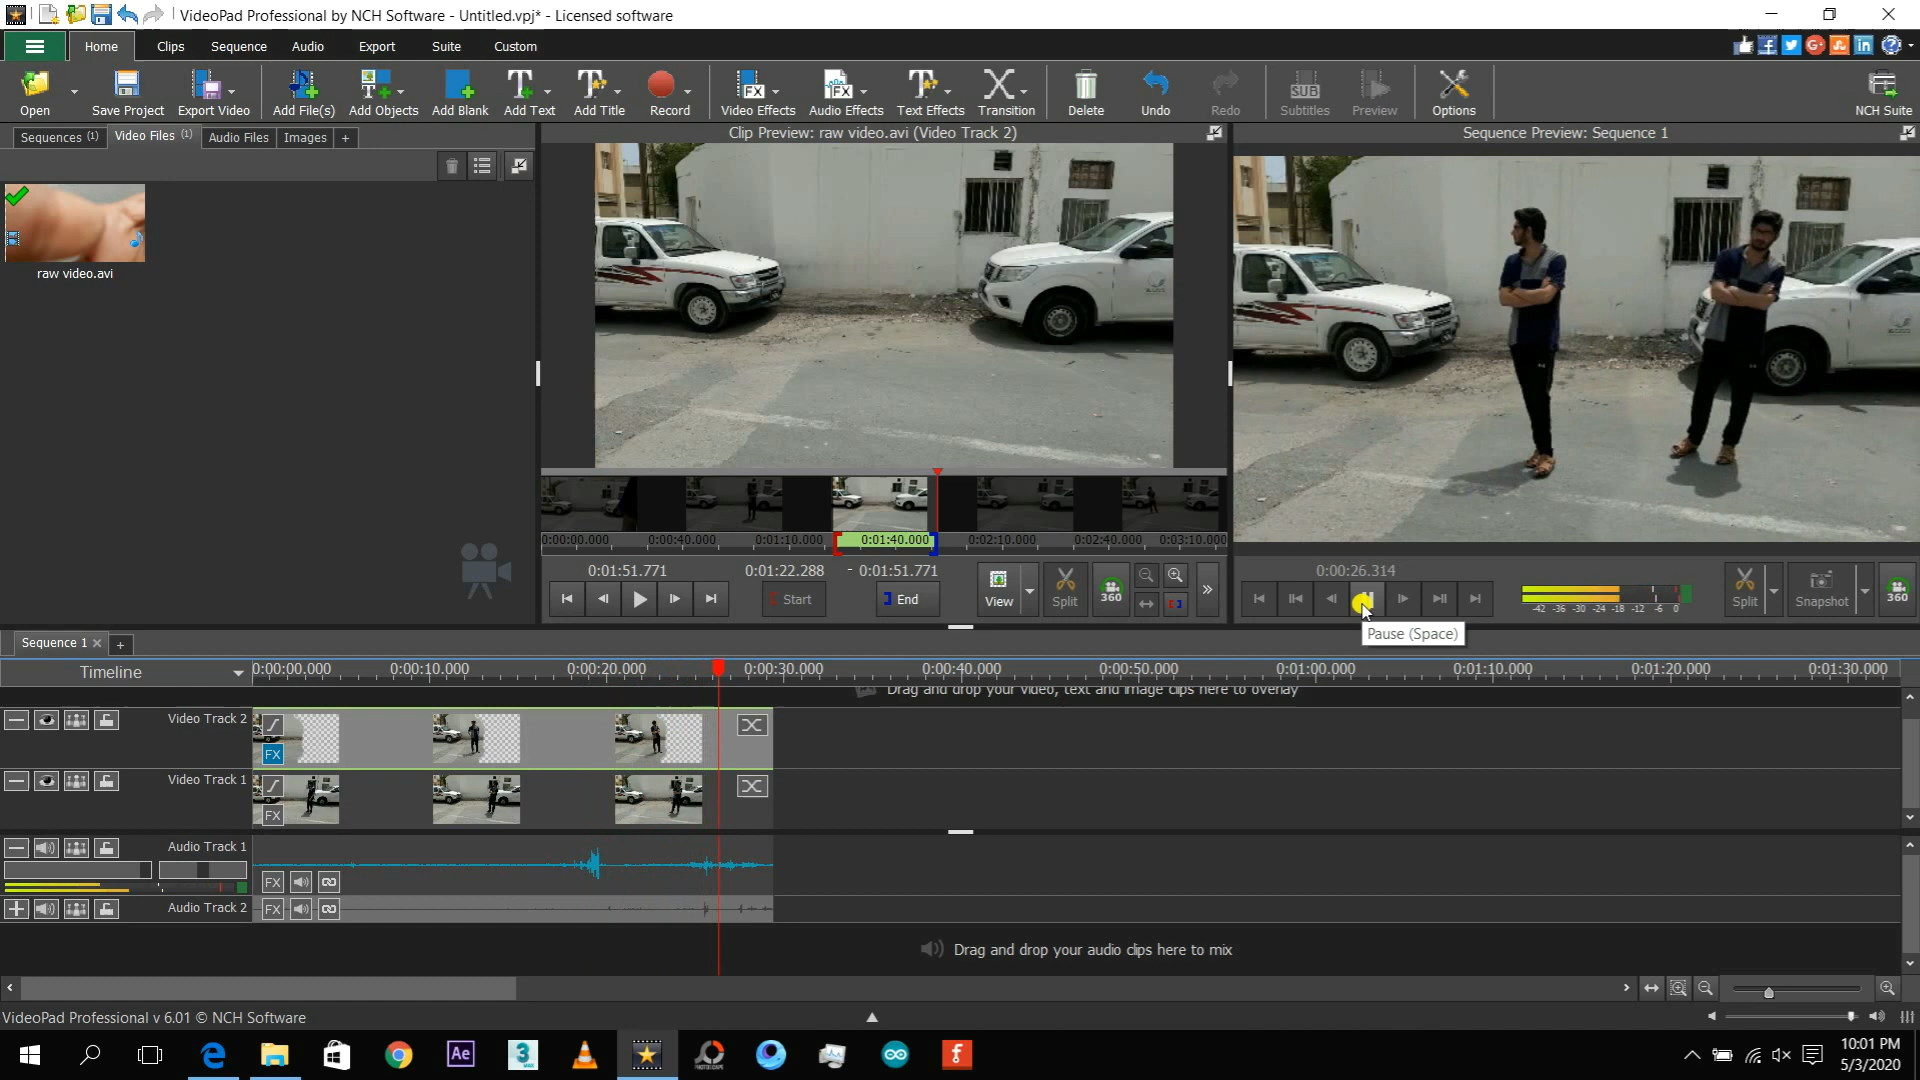 VideoPad Professional by NCH Software - Untitled.vpj* - Licensed software
Home Clips Sequence Audio Export Suite Custom
Open Save Project Export Video Add File(s) Add Objects Add Blank Add Text Add Title Record Video Effects Audio Effects Text Effects Transition Delete Undo Redo Subtitles Preview Options NCH Suite
Sequences (1) Video Files (1) Audio Files Images +
Clip Preview: raw video.avi (Video Track 2)
Sequence Preview: Sequence 1
raw video.avi
0:00:00.000 0:00:40.000 0:01:10.000 0:01:40.000 0:02:10.000 0:02:40.000 0:03:10.000
0:01:51.771 0:01:22.288 - 0:01:51.771
Start End View Split 360
0:00:26.314
-42 -36 -30 -24 -18 -12 -6 0
Split Snapshot 360
Pause (Space)
Sequence 1
Timeline
0:00:00.000 0:00:10.000 0:00:20.000 0:00:30.000 0:00:40.000 0:00:50.000 0:01:00.000 0:01:10.000 0:01:20.000 0:01:30.000
Drag and drop your video, text and image clips here to overlay
Video Track 2
FX
Video Track 1
FX
Audio Track 1
FX
Audio Track 2
FX
Drag and drop your audio clips here to mix
VideoPad Professional v 6.01 © NCH Software
10:01 PM
5/3/2020